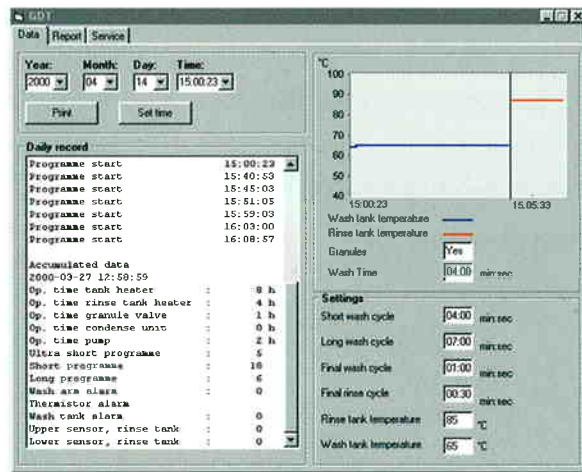 GDT
Data Report Service
Year: Month: Day: Time:
2000 04 14 15:00:23
Print Set time
Daily record
Programme start 15:00:23
Programme start 15:40:53
Programme start 15:45:03
Programme start 15:51:05
Programme start 15:59:03
Programme start 16:03:00
Programme start 16:08:57
Accumulated data
2000-03-27 12:58:59
Op. time tank heater : 8 h
Op. time rinse tank heater : 4 h
Op. time granule valve : 1 h
Op. time condense unit : 0 h
Op. time pump : 2 h
Ultra short programme : 5
Short programme : 18
Long programme : 6
Wash arm alarm : 0
Thermistor alarm
Wash tank alarm : 0
Upper sensor, rinse tank : 0
Lower sensor, rinse tank : 0
°C
100
90
80
70
60
50
40
15:00:23 15:05:33
Wash tank temperature
Rinse tank temperature
Granules Yes
Wash Time 04:00 min:sec
Settings
Short wash cycle 04:00 min:sec
Long wash cycle 07:00 min:sec
Final wash cycle 01:00 min:sec
Final rinse cycle 00:30 min:sec
Rinse tank temperature 85 °C
Wash tank temperature 65 °C